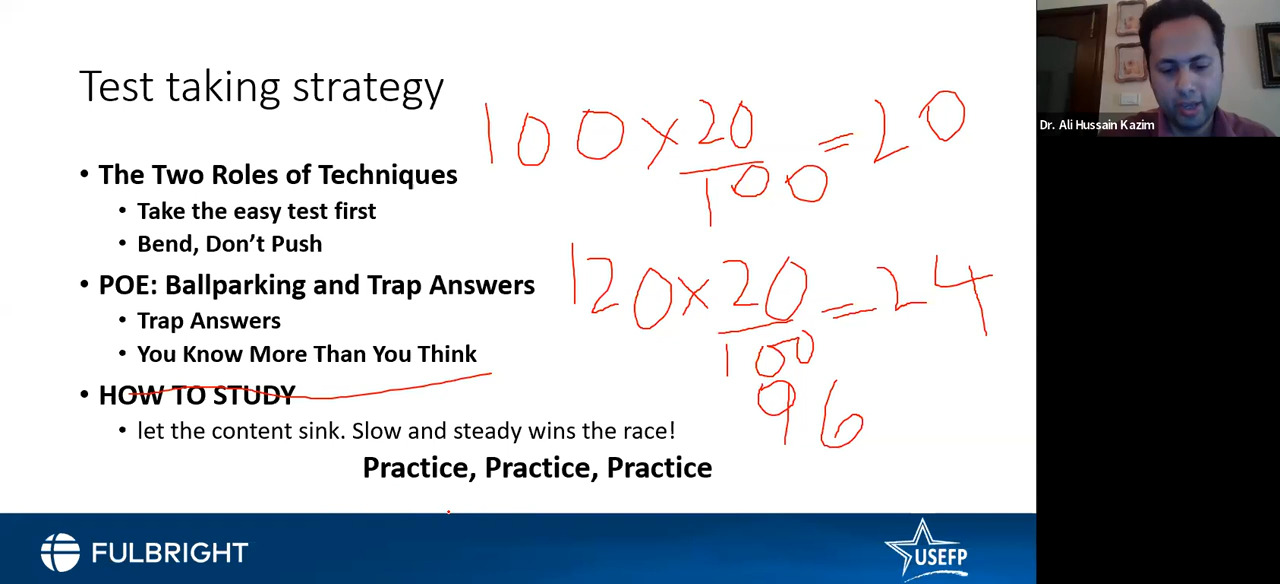 Test taking strategy
100 × 20/100 = 20
Dr. Ali Hussain Kazim
• The Two Roles of Techniques
• Take the easy test first
• Bend, Don't Push
120 × 20/100 = 24
• POE: Ballparking and Trap Answers
• Trap Answers
• You Know More Than You Think
96
• HOW TO STUDY
• let the content sink. Slow and steady wins the race!
Practice, Practice, Practice
FULBRIGHT
USEFP